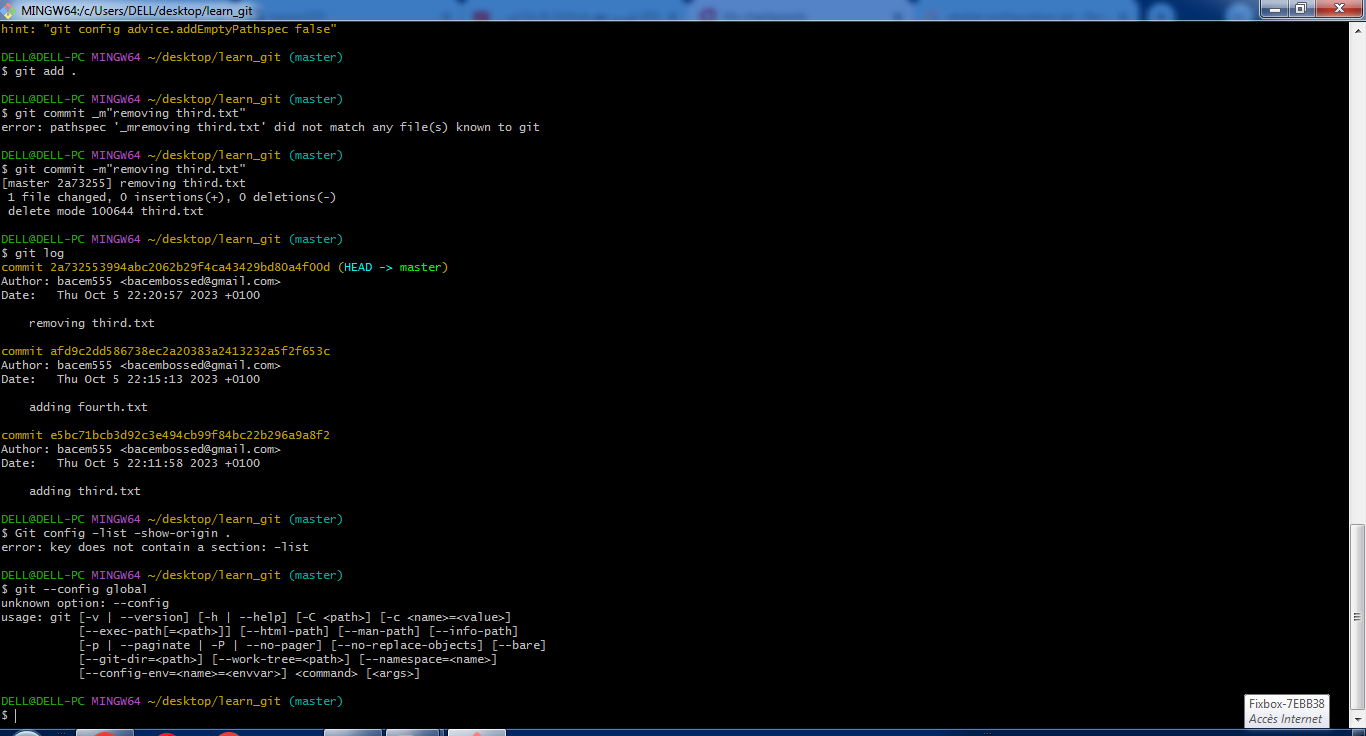 MINGW64:/c/Users/DELL/desktop/learn_git
hint: "git config advice.addEmptyPathspec false"
DELL@DELL-PC MINGW64 ~/desktop/learn_git (master)
$ git add .
DELL@DELL-PC MINGW64 ~/desktop/learn_git (master)
$ git commit _m"removing third.txt"
error: pathspec '_mremoving third.txt' did not match any file(s) known to git
DELL@DELL-PC MINGW64 ~/desktop/learn_git (master)
$ git commit -m"removing third.txt"
[master 2a73255] removing third.txt
1 file changed, 0 insertions(+), 0 deletions(-)
delete mode 100644 third.txt
DELL@DELL-PC MINGW64 ~/desktop/learn_git (master)
$ git log
commit 2a732553994abc2062b29f4ca43429bd80a4f00d (HEAD -> master)
Author: bacem555 <bacembossed@gmail.com>
Date:   Thu Oct 5 22:20:57 2023 +0100
removing third.txt
commit afd9c2dd586738ec2a20383a2413232a5f2f653c
Author: bacem555 <bacembossed@gmail.com>
Date:   Thu Oct 5 22:15:13 2023 +0100
adding fourth.txt
commit e5bc71bcb3d92c3e494cb99f84bc22b296a9a8f2
Author: bacem555 <bacembossed@gmail.com>
Date:   Thu Oct 5 22:11:58 2023 +0100
adding third.txt
DELL@DELL-PC MINGW64 ~/desktop/learn_git (master)
$ Git config –list –show-origin .
error: key does not contain a section: –list
DELL@DELL-PC MINGW64 ~/desktop/learn_git (master)
$ git --config global
unknown option: --config
usage: git [-v | --version] [-h | --help] [-C <path>] [-c <name>=<value>]
[--exec-path[=<path>]] [--html-path] [--man-path] [--info-path]
[-p | --paginate | -P | --no-pager] [--no-replace-objects] [--bare]
[--git-dir=<path>] [--work-tree=<path>] [--namespace=<name>]
[--config-env=<name>=<envvar>] <command> [<args>]
DELL@DELL-PC MINGW64 ~/desktop/learn_git (master)
$
Fixbox-7EBB38
Accès Internet